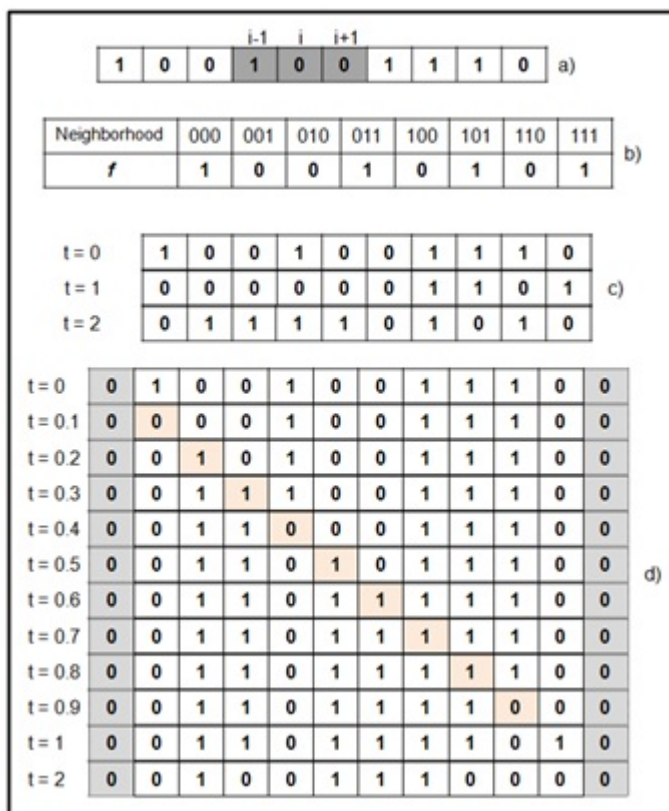 i-1 i i+1
1 0 0 1 0 0 1 1 1 0 a)
Neighborhood 000 001 010 011 100 101 110 111
f 1 0 0 1 0 1 0 1 b)
t = 0 1 0 0 1 0 0 1 1 1 0
t = 1 0 0 0 0 0 0 1 1 0 1 c)
t = 2 0 1 1 1 1 0 1 0 1 0
t = 0 0 1 0 0 1 0 0 1 1 1 0 0
t = 0.1 0 0 0 0 1 0 0 1 1 1 0 0
t = 0.2 0 0 1 0 1 0 0 1 1 1 0 0
t = 0.3 0 0 1 1 1 0 0 1 1 1 0 0
t = 0.4 0 0 1 1 0 0 0 1 1 1 0 0
t = 0.5 0 0 1 1 0 1 0 1 1 1 0 0 d)
t = 0.6 0 0 1 1 0 1 1 1 1 1 0 0
t = 0.7 0 0 1 1 0 1 1 1 1 1 0 0
t = 0.8 0 0 1 1 0 1 1 1 1 1 0 0
t = 0.9 0 0 1 1 0 1 1 1 1 0 0 0
t = 1 0 0 1 1 0 1 1 1 1 0 1 0
t = 2 0 0 1 0 0 1 1 1 0 0 0 0